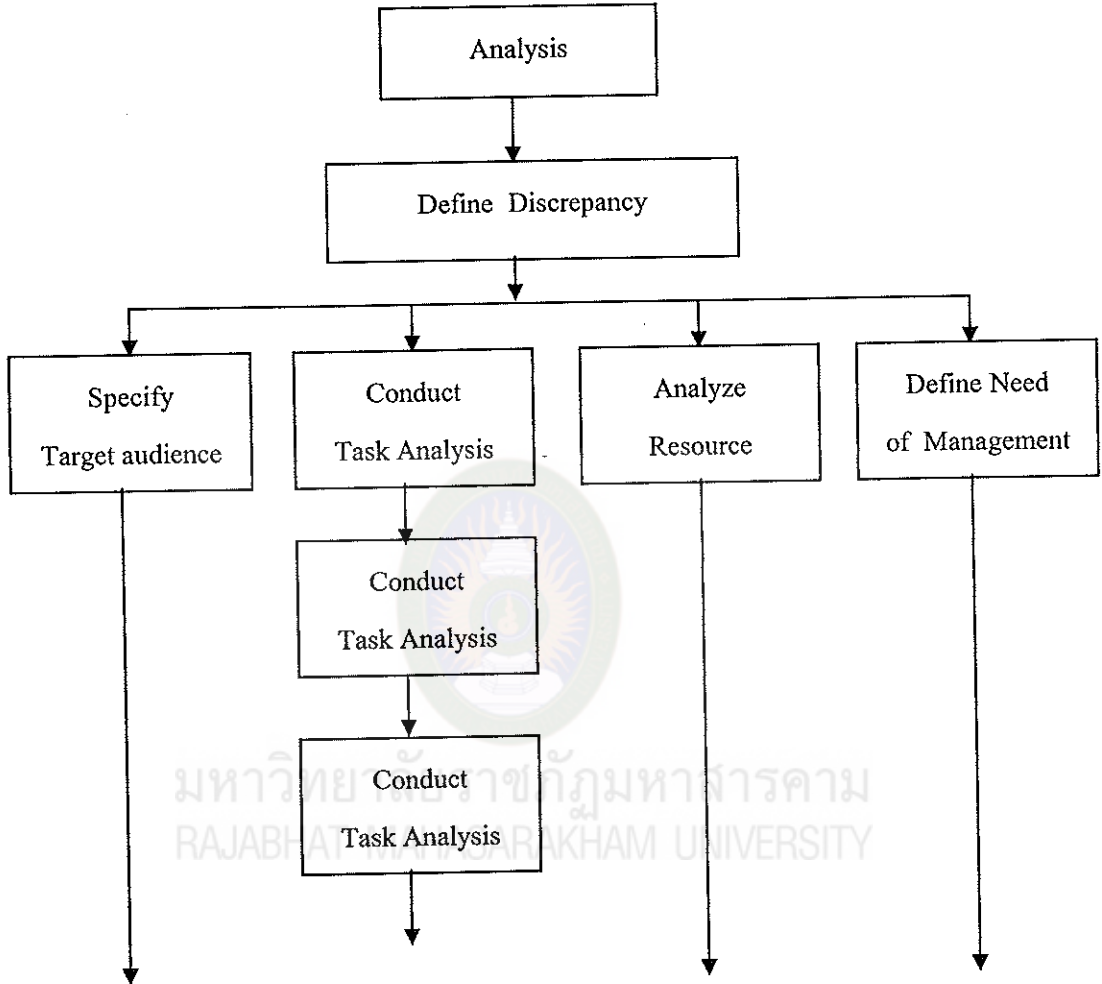 Analysis
Define Discrepancy
Specify
Target audience
Conduct
Task Analysis
Analyze
Resource
Define Need
of Management
Conduct
Task Analysis
Conduct
Task Analysis
มหาวิทยาลัยราชภัฏมหาสารคาม
RAJABHAT MAHASARAKHAM UNIVERSITY